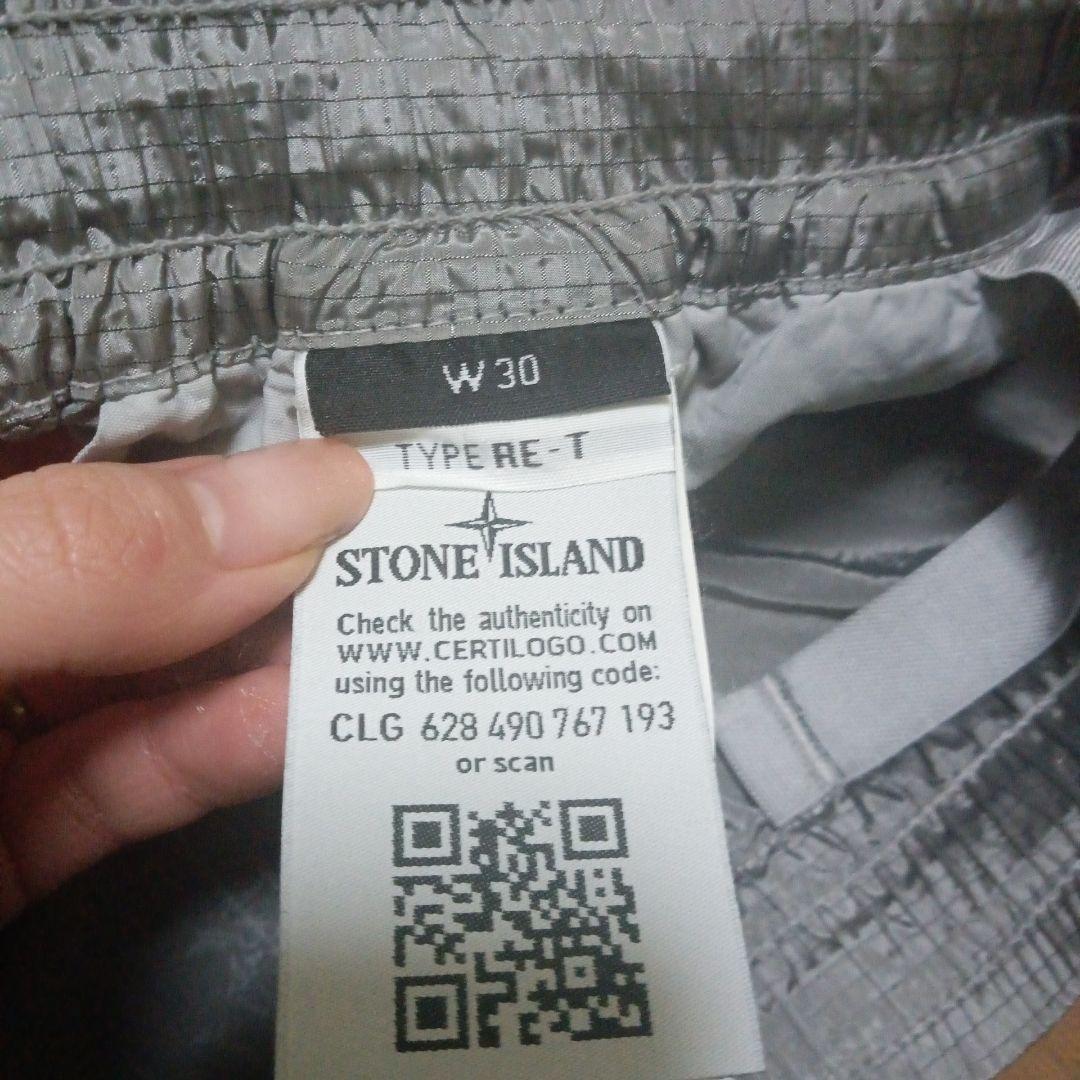 W 30
TYPE RE-T
STONE ISLAND
Check the authenticity on
WWW.CERTILOGO.COM
using the following code:
CLG 628 490 767 193
or scan